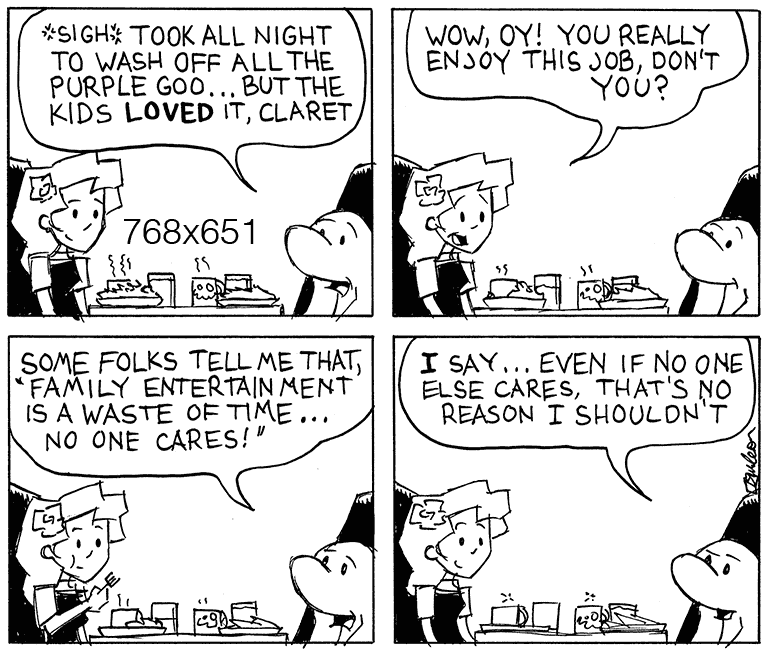 *SIGH* TOOK ALL NIGHT
TO WASH OFF ALL THE
PURPLE GOO... BUT THE
KIDS LOVED IT, CLARET
768x651
WOW, OY! YOU REALLY
ENJOY THIS JOB, DON'T
YOU?
SOME FOLKS TELL ME THAT,
"FAMILY ENTERTAINMENT
IS A WASTE OF TIME...
NO ONE CARES!"
I SAY... EVEN IF NO ONE
ELSE CARES, THAT'S NO
REASON I SHOULDN'T